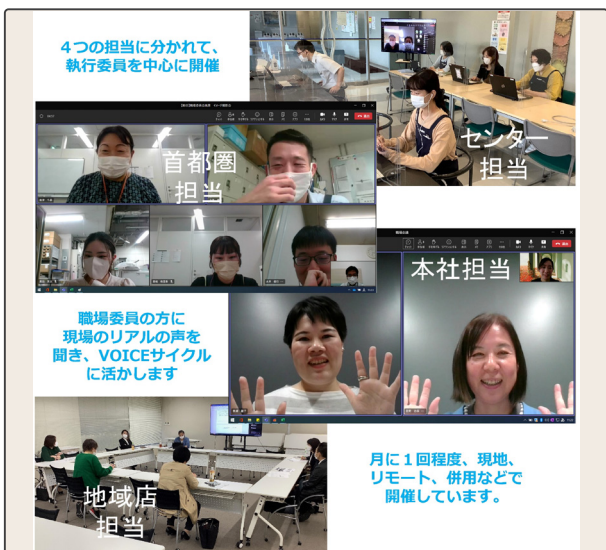 4つの担当に分かれて、
執行委員を中心に開催
センター
担当
首都圏
担当
本社担当
職場委員の方に
現場のリアルの声を
聞き、VOICEサイクル
に活かします
地域店
担当
月に1回程度、現地、
リモート、併用などで
開催しています。